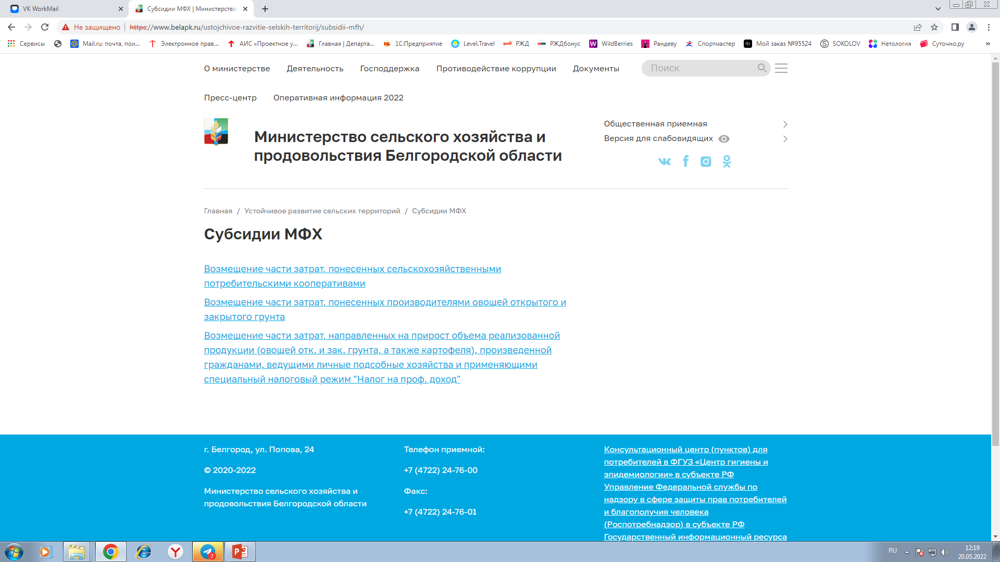 VK WorkMail
Субсидии МФХ | Министерство
Не защищено
https://www.belapk.ru/ustojchivoe-razvitie-selskih-territorij/subsidii-mfh/
Сервисы
Mail.ru: почта, пои...
Электронное прав...
АИС «Проектное у...
Главная | Департа...
1С:Предприятие
Level.Travel
РЖД
РЖДбонус
WildBerries
Рандеву
Спортмастер
Мой заказ №95524
SOKOLOV
Нетология
Суточно.ру
О министерстве
Деятельность
Господдержка
Противодействие коррупции
Документы
Поиск
Пресс-центр
Оперативная информация 2022
Министерство сельского хозяйства и
продовольствия Белгородской области
Общественная приемная
Версия для слабовидящих
Главная / Устойчивое развитие сельских территорий / Субсидии МФХ
Субсидии МФХ
Возмещение части затрат, понесенных сельскохозяйственными
потребительскими кооперативами
Возмещение части затрат, понесенных производителями овощей открытого и
закрытого грунта
Возмещение части затрат, направленных на прирост объема реализованной
продукции (овощей отк. и зак. грунта, а также картофеля), произведенной
гражданами, ведущими личные подсобные хозяйства и применяющими
специальный налоговый режим "Налог на проф. доход"
г. Белгород, ул. Попова, 24
© 2020-2022
Министерство сельского хозяйства и
продовольствия Белгородской области
Телефон приемной:
+7 (4722) 24-76-00
Факс:
+7 (4722) 24-76-01
Консультационный центр (пунктов) для
потребителей в ФГУЗ «Центр гигиены и
эпидемиологии» в субъекте РФ
Управление Федеральной службы по
надзору в сфере защиты прав потребителей
и благополучия человека
(Роспотребнадзор) в субъекте РФ
Государственный информационный ресурса
7
RU
12:19
20.05.2022